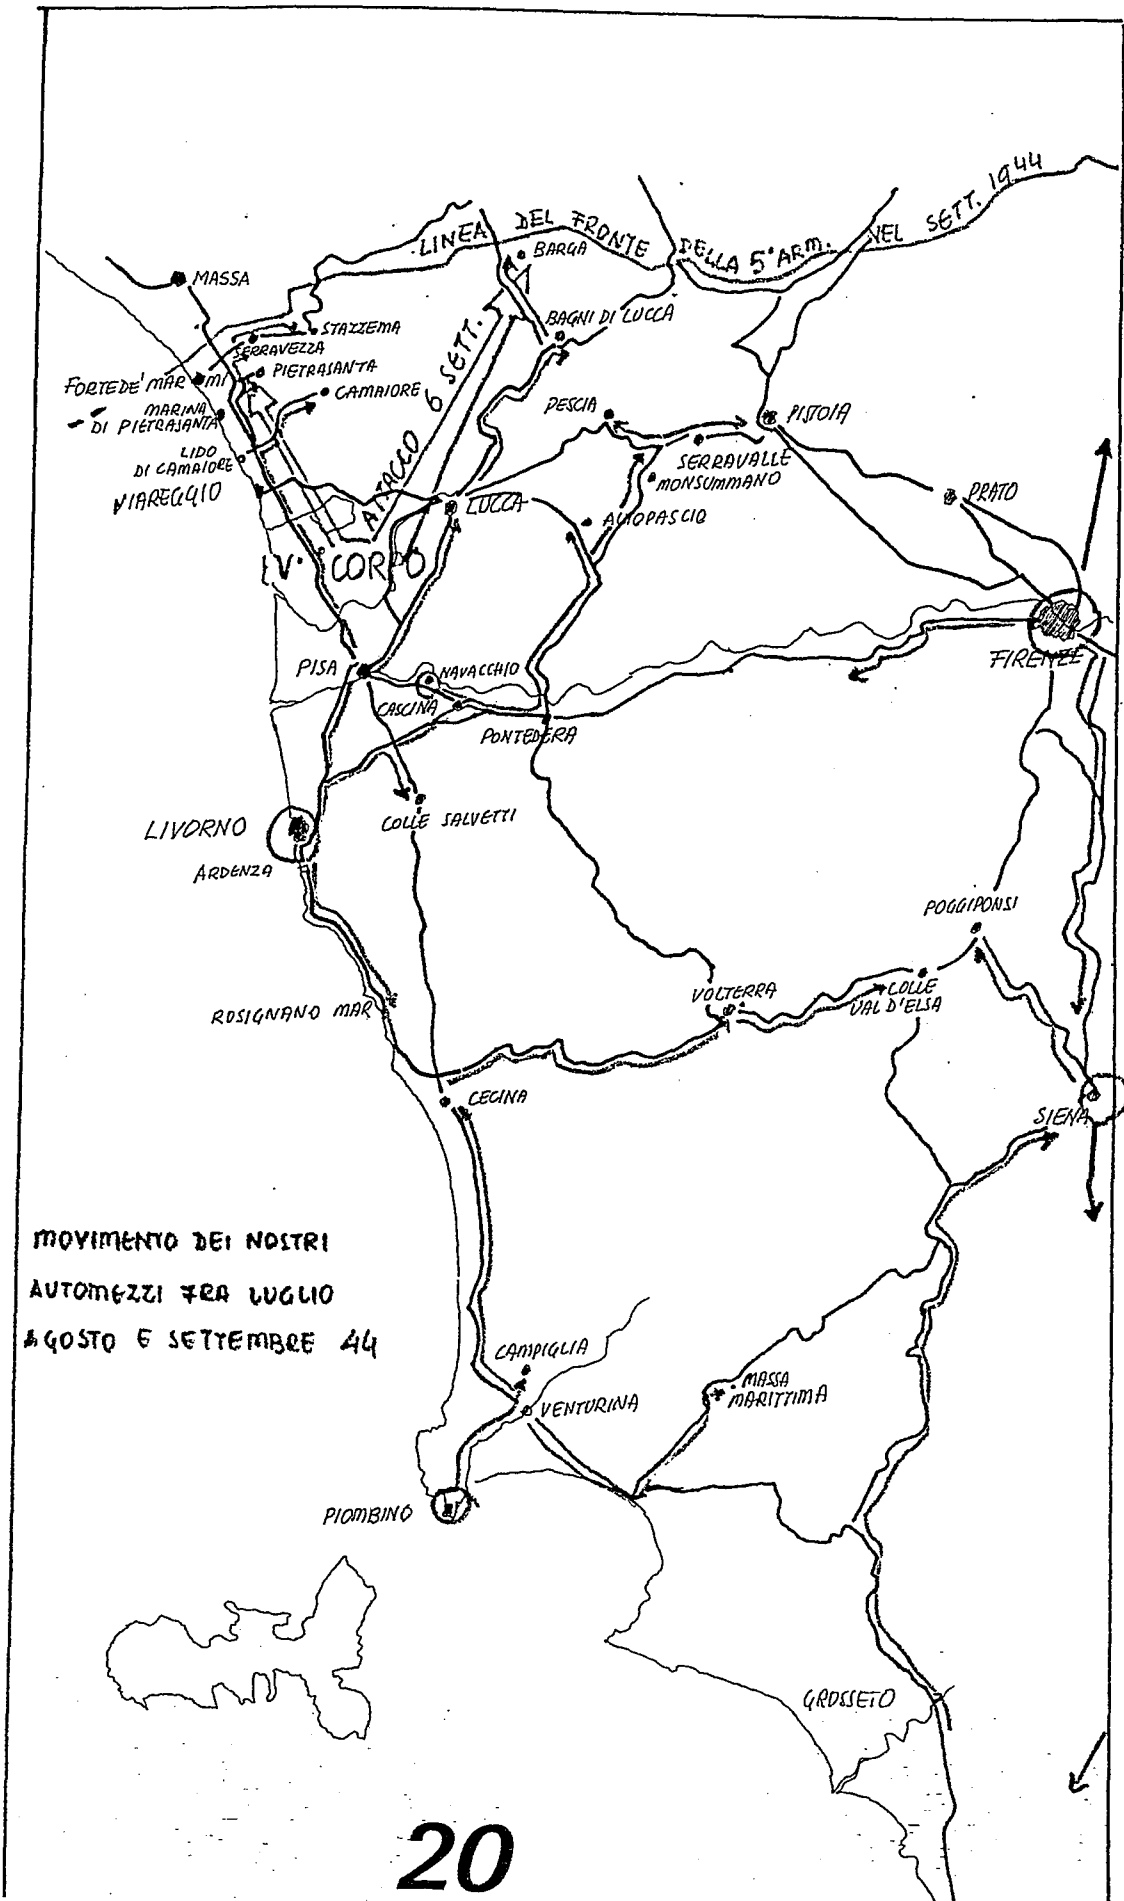 LINEA DEL FRONTE DELLA 5ª ARM. NEL SETT. 1944
BARGA
MASSA
STAZZEMA
SERRAVEZZA
BAGNI DI LUCCA
PIETRASANTA
FORTE DE' MARMI
CAMAIORE
MARINA
DI PIETRASANTA
ATTACCO 6 SETT.
PESCIA
PISTOIA
LIDO
DI CAMAIORE
SERRAVALLE
MONSUMMANO
VIAREGGIO
PRATO
LUCCA
ALTOPASCIO
IV° CORPO
FIRENZE
PISA
NAVACCHIO
CASCINA
PONTEDERA
LIVORNO
COLLE SALVETTI
ARDENZA
POGGIPONSI
VOLTERRA
COLLE
VAL D'ELSA
ROSIGNANO MAR
CECINA
SIENA
MOVIMENTO DEI NOSTRI
AUTOMEZZI FRA LUGLIO
AGOSTO E SETTEMBRE 44
CAMPIGLIA
MASSA
MARITTIMA
VENTURINA
PIOMBINO
GROSSETO
20